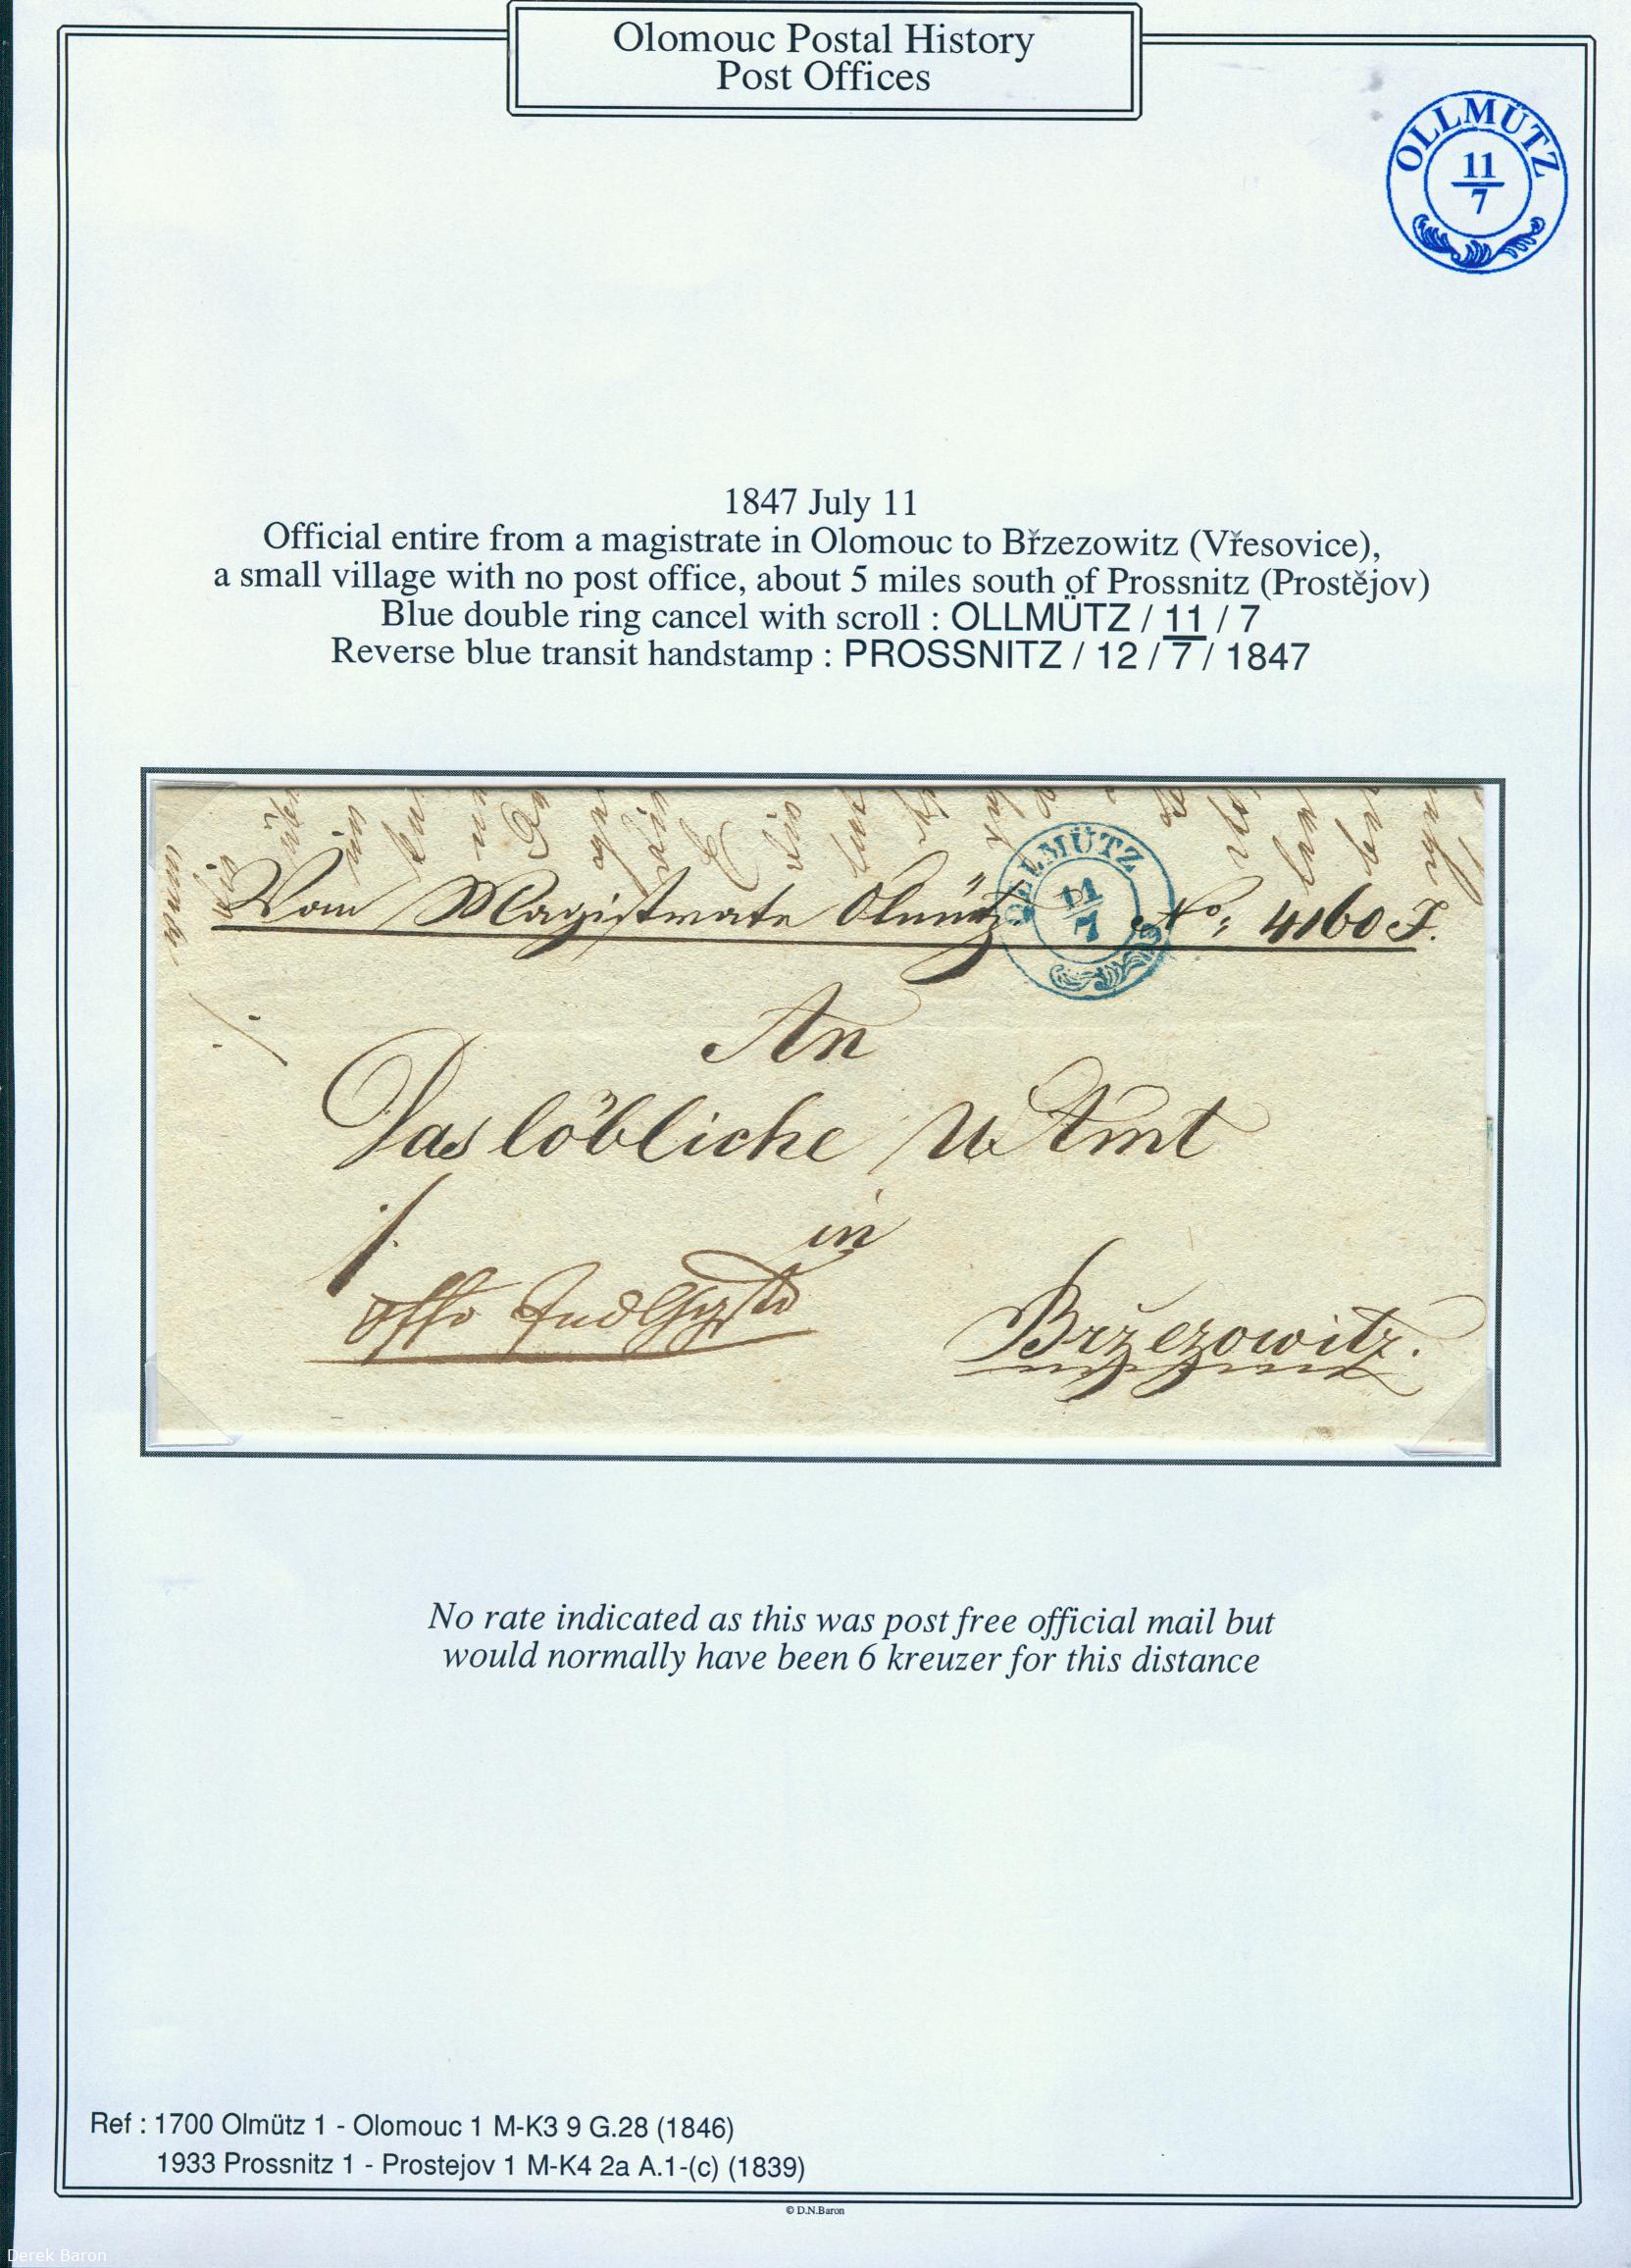 Olomouc Postal History
Post Offices
OLLMÜTZ
11
7
1847 July 11
Official entire from a magistrate in Olomouc to Břzezowitz (Vřesovice),
a small village with no post office, about 5 miles south of Prossnitz (Prostějov)
Blue double ring cancel with scroll : OLLMÜTZ / 11 / 7
Reverse blue transit handstamp : PROSSNITZ / 12 / 7 / 1847
Vom Magistrate Olmütz No: 4160 J.
OLLMÜTZ
11
7
An
Das löbliche WAmt
in
Bržezowitz.
No rate indicated as this was post free official mail but
would normally have been 6 kreuzer for this distance
Ref : 1700 Olmütz 1 - Olomouc 1 M-K3 9 G.28 (1846)
1933 Prossnitz 1 - Prostejov 1 M-K4 2a A.1-(c) (1839)
© D.N.Baron
Derek Baron